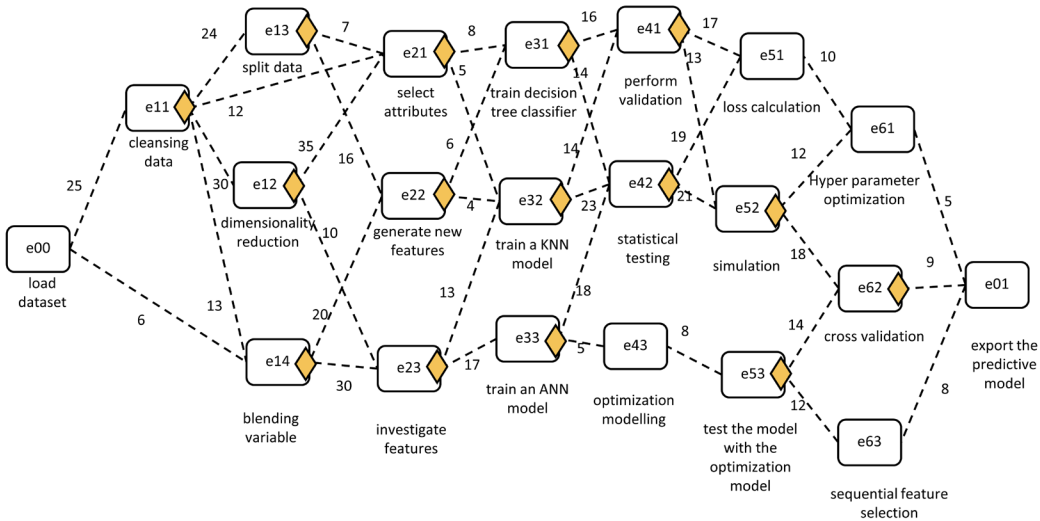 e13
7
e21
8
e31
16
e41
17
e51
10
24
split data
5
14
13
e11
12
select
attributes
train decision
tree classifier
perform
validation
loss calculation
e61
cleansing
data
35
6
14
19
12
25
30
e12
16
e22
4
e32
23
e42
21
e52
Hyper parameter
optimization
5
dimensionality
reduction
10
generate new
features
train a KNN
model
statistical
testing
simulation
18
e00
load
dataset
9
e01
e62
6
13
20
13
18
14
cross validation
export the
predictive
model
e14
30
e23
17
e33
5
e43
8
e53
12
8
blending
variable
investigate
features
train an ANN
model
optimization
modelling
test the model
with the
optimization
model
e63
sequential feature
selection